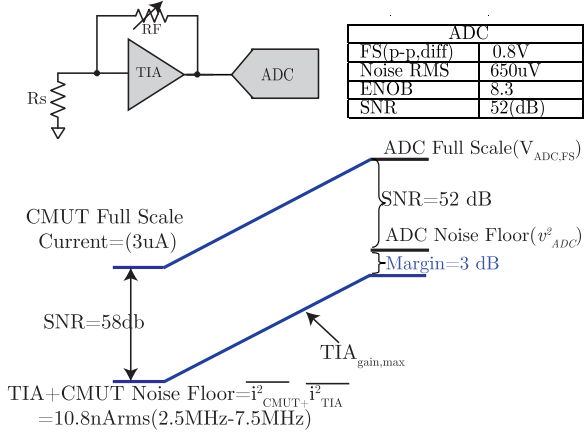 RF
TIA
ADC
Rs
ADC
FS(p-p,diff) 0.8V
Noise RMS 650uV
ENOB 8.3
SNR 52(dB)
ADC Full Scale(V_ADC,FS)
SNR=52 dB
CMUT Full Scale
Current=(3uA)
ADC Noise Floor(v²_ADC)
Margin=3 dB
SNR=58db
TIA_gain,max
TIA+CMUT Noise Floor=i²_CMUT+i²_TIA
=10.8nArms(2.5MHz-7.5MHz)